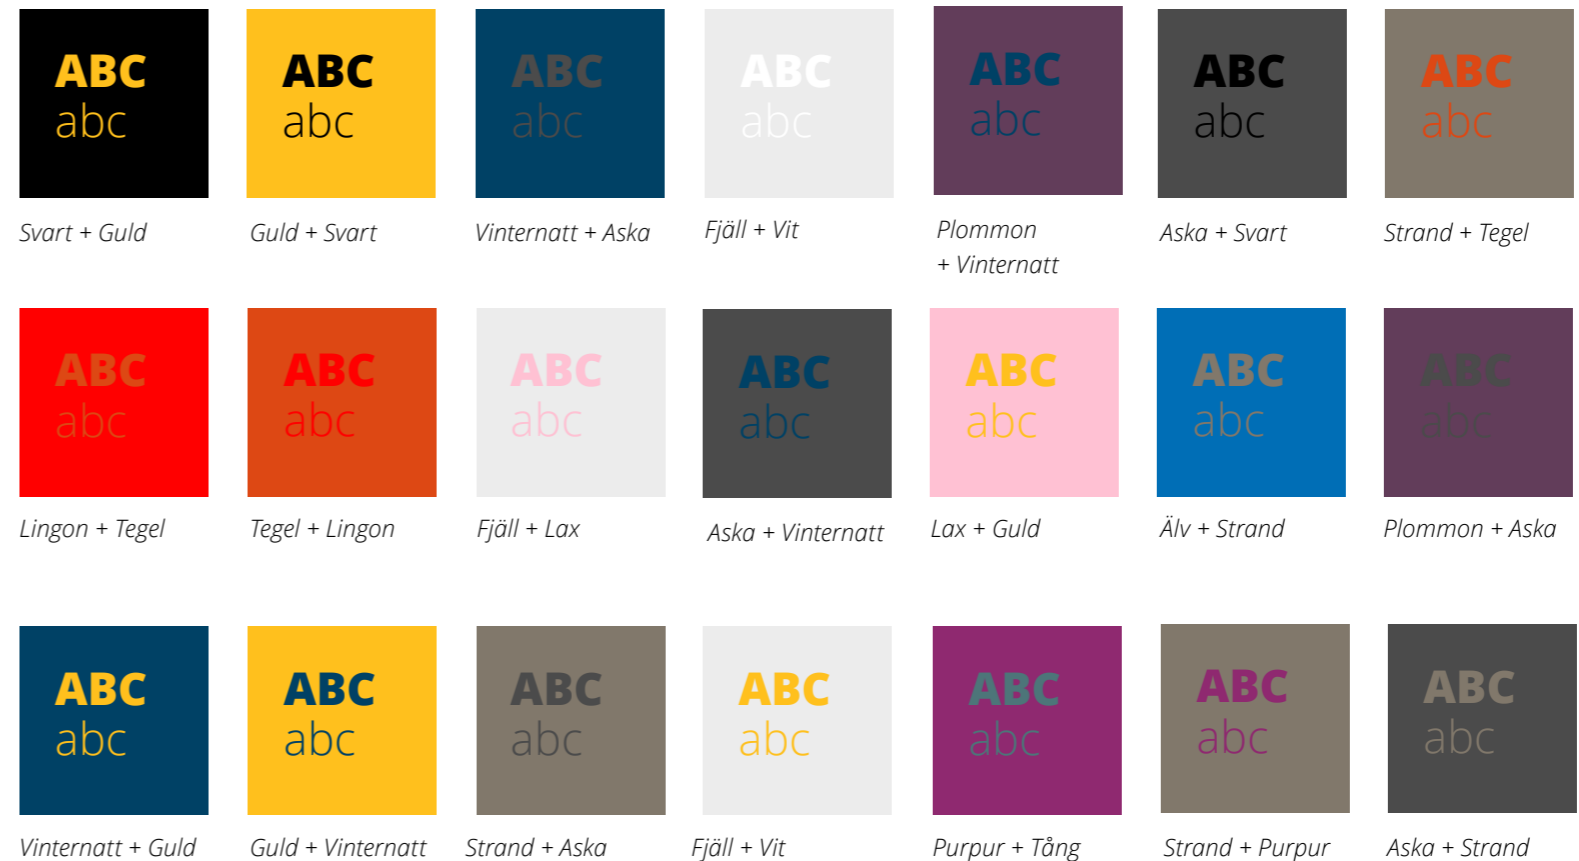 ABC
abc
Svart + Guld
ABC
abc
Guld + Svart
ABC
abc
Vinternatt + Aska
ABC
abc
Fjäll + Vit
ABC
abc
Plommon
+ Vinternatt
ABC
abc
Aska + Svart
ABC
abc
Strand + Tegel
ABC
abc
Lingon + Tegel
ABC
abc
Tegel + Lingon
ABC
abc
Fjäll + Lax
ABC
abc
Aska + Vinternatt
ABC
abc
Lax + Guld
ABC
abc
Älv + Strand
ABC
abc
Plommon + Aska
ABC
abc
Vinternatt + Guld
ABC
abc
Guld + Vinternatt
ABC
abc
Strand + Aska
ABC
abc
Fjäll + Vit
ABC
abc
Purpur + Tång
ABC
abc
Strand + Purpur
ABC
abc
Aska + Strand